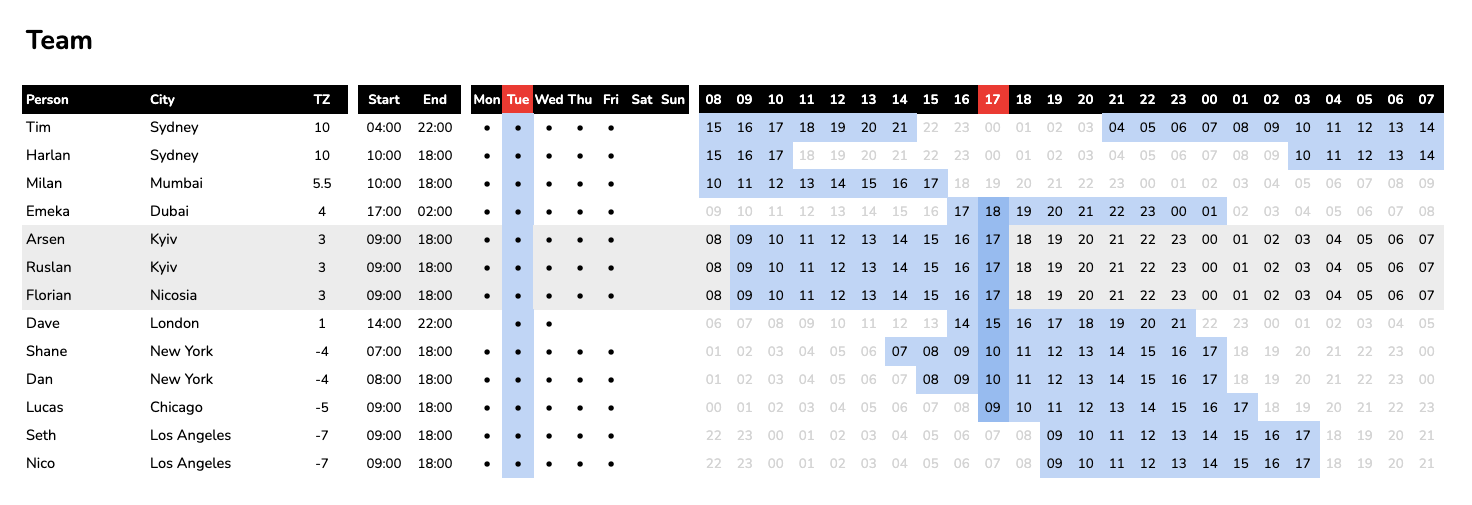 Team
Person City TZ Start End Mon Tue Wed Thu Fri Sat Sun 08 09 10 11 12 13 14 15 16 17 18 19 20 21 22 23 00 01 02 03 04 05 06 07
Tim Sydney 10 04:00 22:00 • • • • • 15 16 17 18 19 20 21 22 23 00 01 02 03 04 05 06 07 08 09 10 11 12 13 14
Harlan Sydney 10 10:00 18:00 • • • • • 15 16 17 18 19 20 21 22 23 00 01 02 03 04 05 06 07 08 09 10 11 12 13 14
Milan Mumbai 5.5 10:00 18:00 • • • • • 10 11 12 13 14 15 16 17 18 19 20 21 22 23 00 01 02 03 04 05 06 07 08 09
Emeka Dubai 4 17:00 02:00 • • • • • 09 10 11 12 13 14 15 16 17 18 19 20 21 22 23 00 01 02 03 04 05 06 07 08
Arsen Kyiv 3 09:00 18:00 • • • • • 08 09 10 11 12 13 14 15 16 17 18 19 20 21 22 23 00 01 02 03 04 05 06 07
Ruslan Kyiv 3 09:00 18:00 • • • • • 08 09 10 11 12 13 14 15 16 17 18 19 20 21 22 23 00 01 02 03 04 05 06 07
Florian Nicosia 3 09:00 18:00 • • • • • 08 09 10 11 12 13 14 15 16 17 18 19 20 21 22 23 00 01 02 03 04 05 06 07
Dave London 1 14:00 22:00 • • 06 07 08 09 10 11 12 13 14 15 16 17 18 19 20 21 22 23 00 01 02 03 04 05
Shane New York -4 07:00 18:00 • • • • • 01 02 03 04 05 06 07 08 09 10 11 12 13 14 15 16 17 18 19 20 21 22 23 00
Dan New York -4 08:00 18:00 • • • • • 01 02 03 04 05 06 07 08 09 10 11 12 13 14 15 16 17 18 19 20 21 22 23 00
Lucas Chicago -5 09:00 18:00 • • • • • 00 01 02 03 04 05 06 07 08 09 10 11 12 13 14 15 16 17 18 19 20 21 22 23
Seth Los Angeles -7 09:00 18:00 • • • • • 22 23 00 01 02 03 04 05 06 07 08 09 10 11 12 13 14 15 16 17 18 19 20 21
Nico Los Angeles -7 09:00 18:00 • • • • • 22 23 00 01 02 03 04 05 06 07 08 09 10 11 12 13 14 15 16 17 18 19 20 21